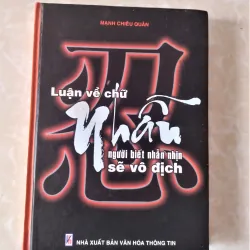 MẠNH CHIÊU QUÂN
忍
Luận về chữ
Nhẫn
người biết nhẫn nhịn
sẽ vô địch
NHÀ XUẤT BẢN VĂN HÓA THÔNG TIN